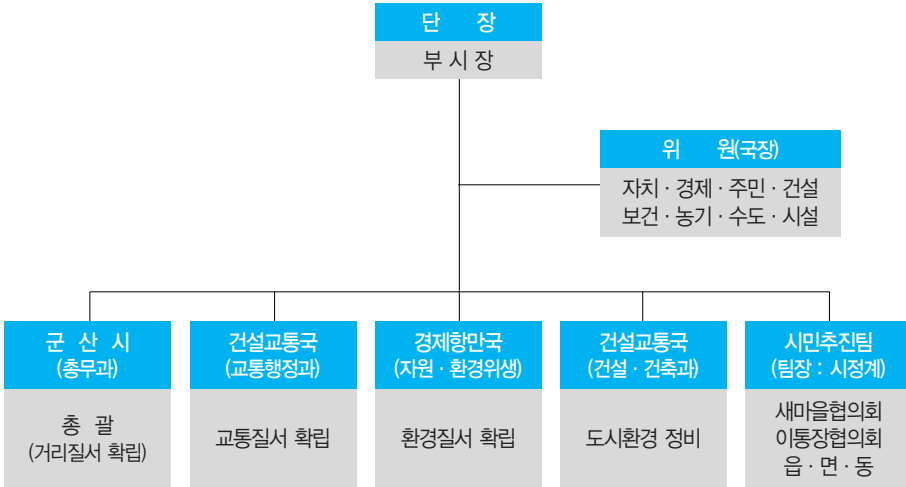 단 장
부 시 장
위 원(국장)
자치 · 경제 · 주민 · 건설
보건 · 농기 · 수도 · 시설
군 산 시
(총무과)
총 괄
(거리질서 확립)
건설교통국
(교통행정과)
교통질서 확립
경제항만국
(자원 · 환경위생)
환경질서 확립
건설교통국
(건설 · 건축과)
도시환경 정비
시민추진팀
(팀장 : 시정계)
새마을협의회
이통장협의회
읍 · 면 · 동